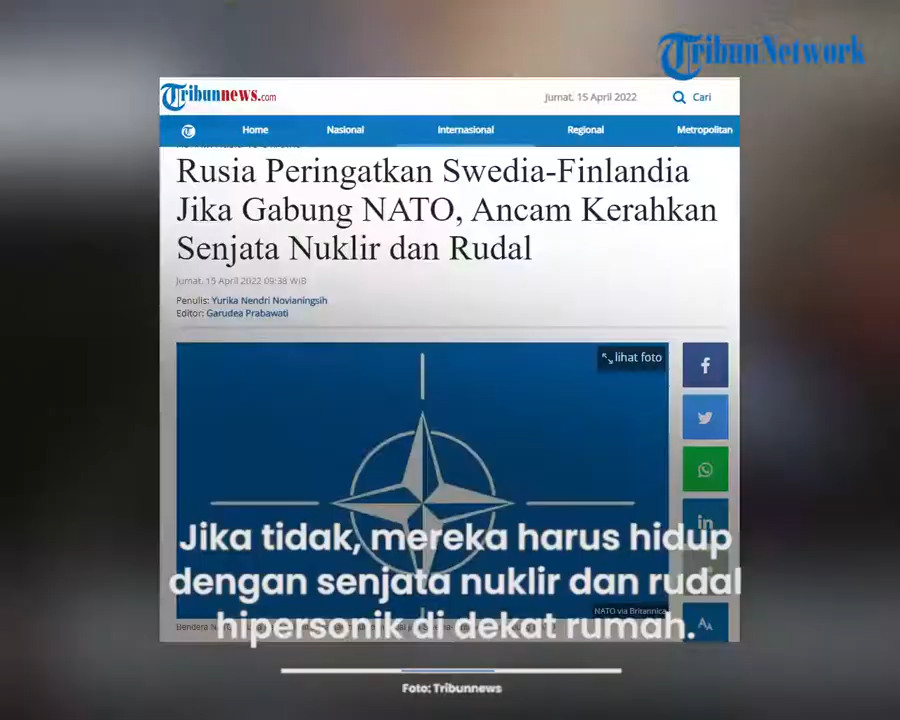 TribunNetwork
Tribunnews.com
Jumat, 15 April 2022
Cari
Home
Nasional
Internasional
Regional
Metropolitan
Rusia Peringatkan Swedia-Finlandia
Jika Gabung NATO, Ancam Kerahkan
Senjata Nuklir dan Rudal
Jumat, 15 April 2022 09:38 WIB
Penulis: Yurika Nendri Novianingsih
Editor: Garudea Prabawati
lihat foto
in
Jika tidak, mereka harus hidup
dengan senjata nuklir dan rudal
hipersonik di dekat rumah.
NATO via Britannica
AA
Bendera
Foto: Tribunnews